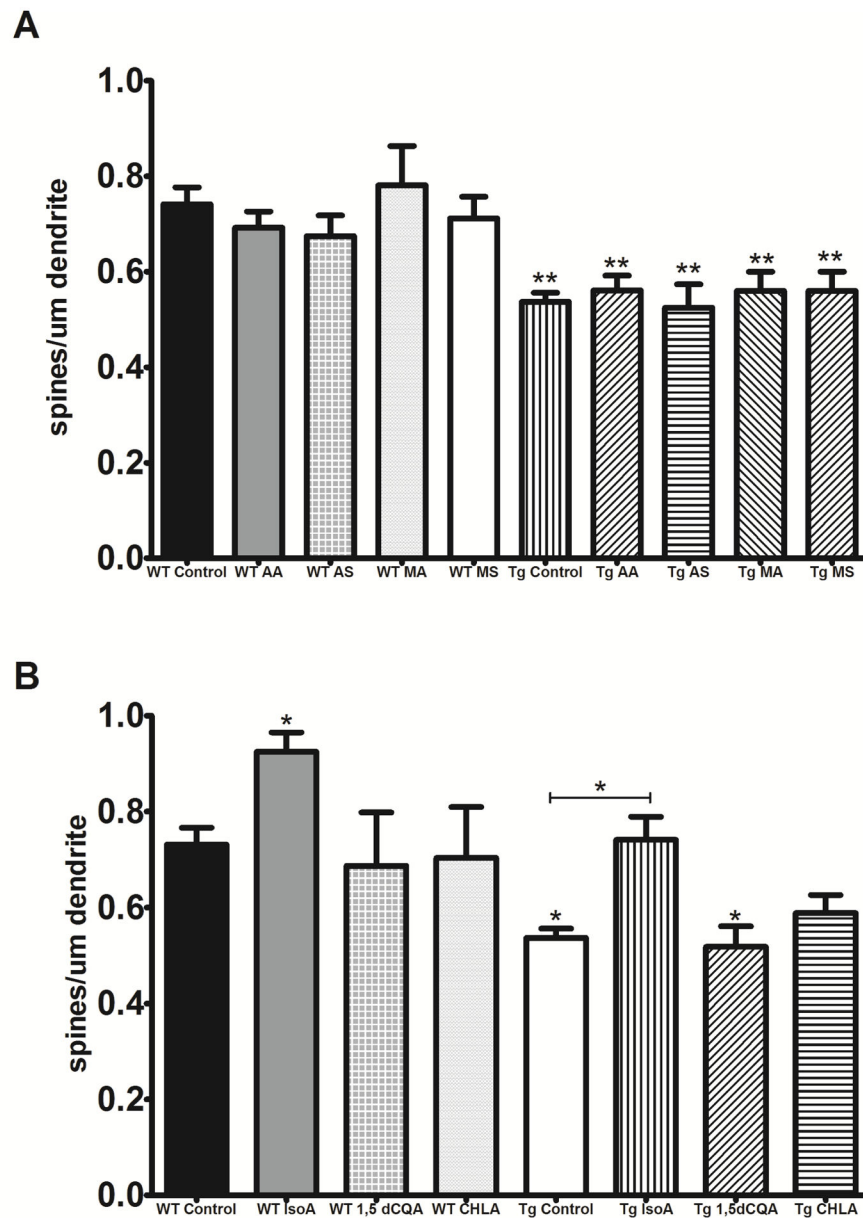 A
1.0
0.8
0.6
0.4
0.2
0.0
spines/um dendrite
** ** ** ** **
WT Control WT AA WT AS WT MA WT MS Tg Control Tg AA Tg AS Tg MA Tg MS
B
1.0
0.8
0.6
0.4
0.2
0.0
spines/um dendrite
*
*
* *
WT Control WT IsoA WT 1,5 dCQA WT CHLA Tg Control Tg IsoA Tg 1,5dCQA Tg CHLA